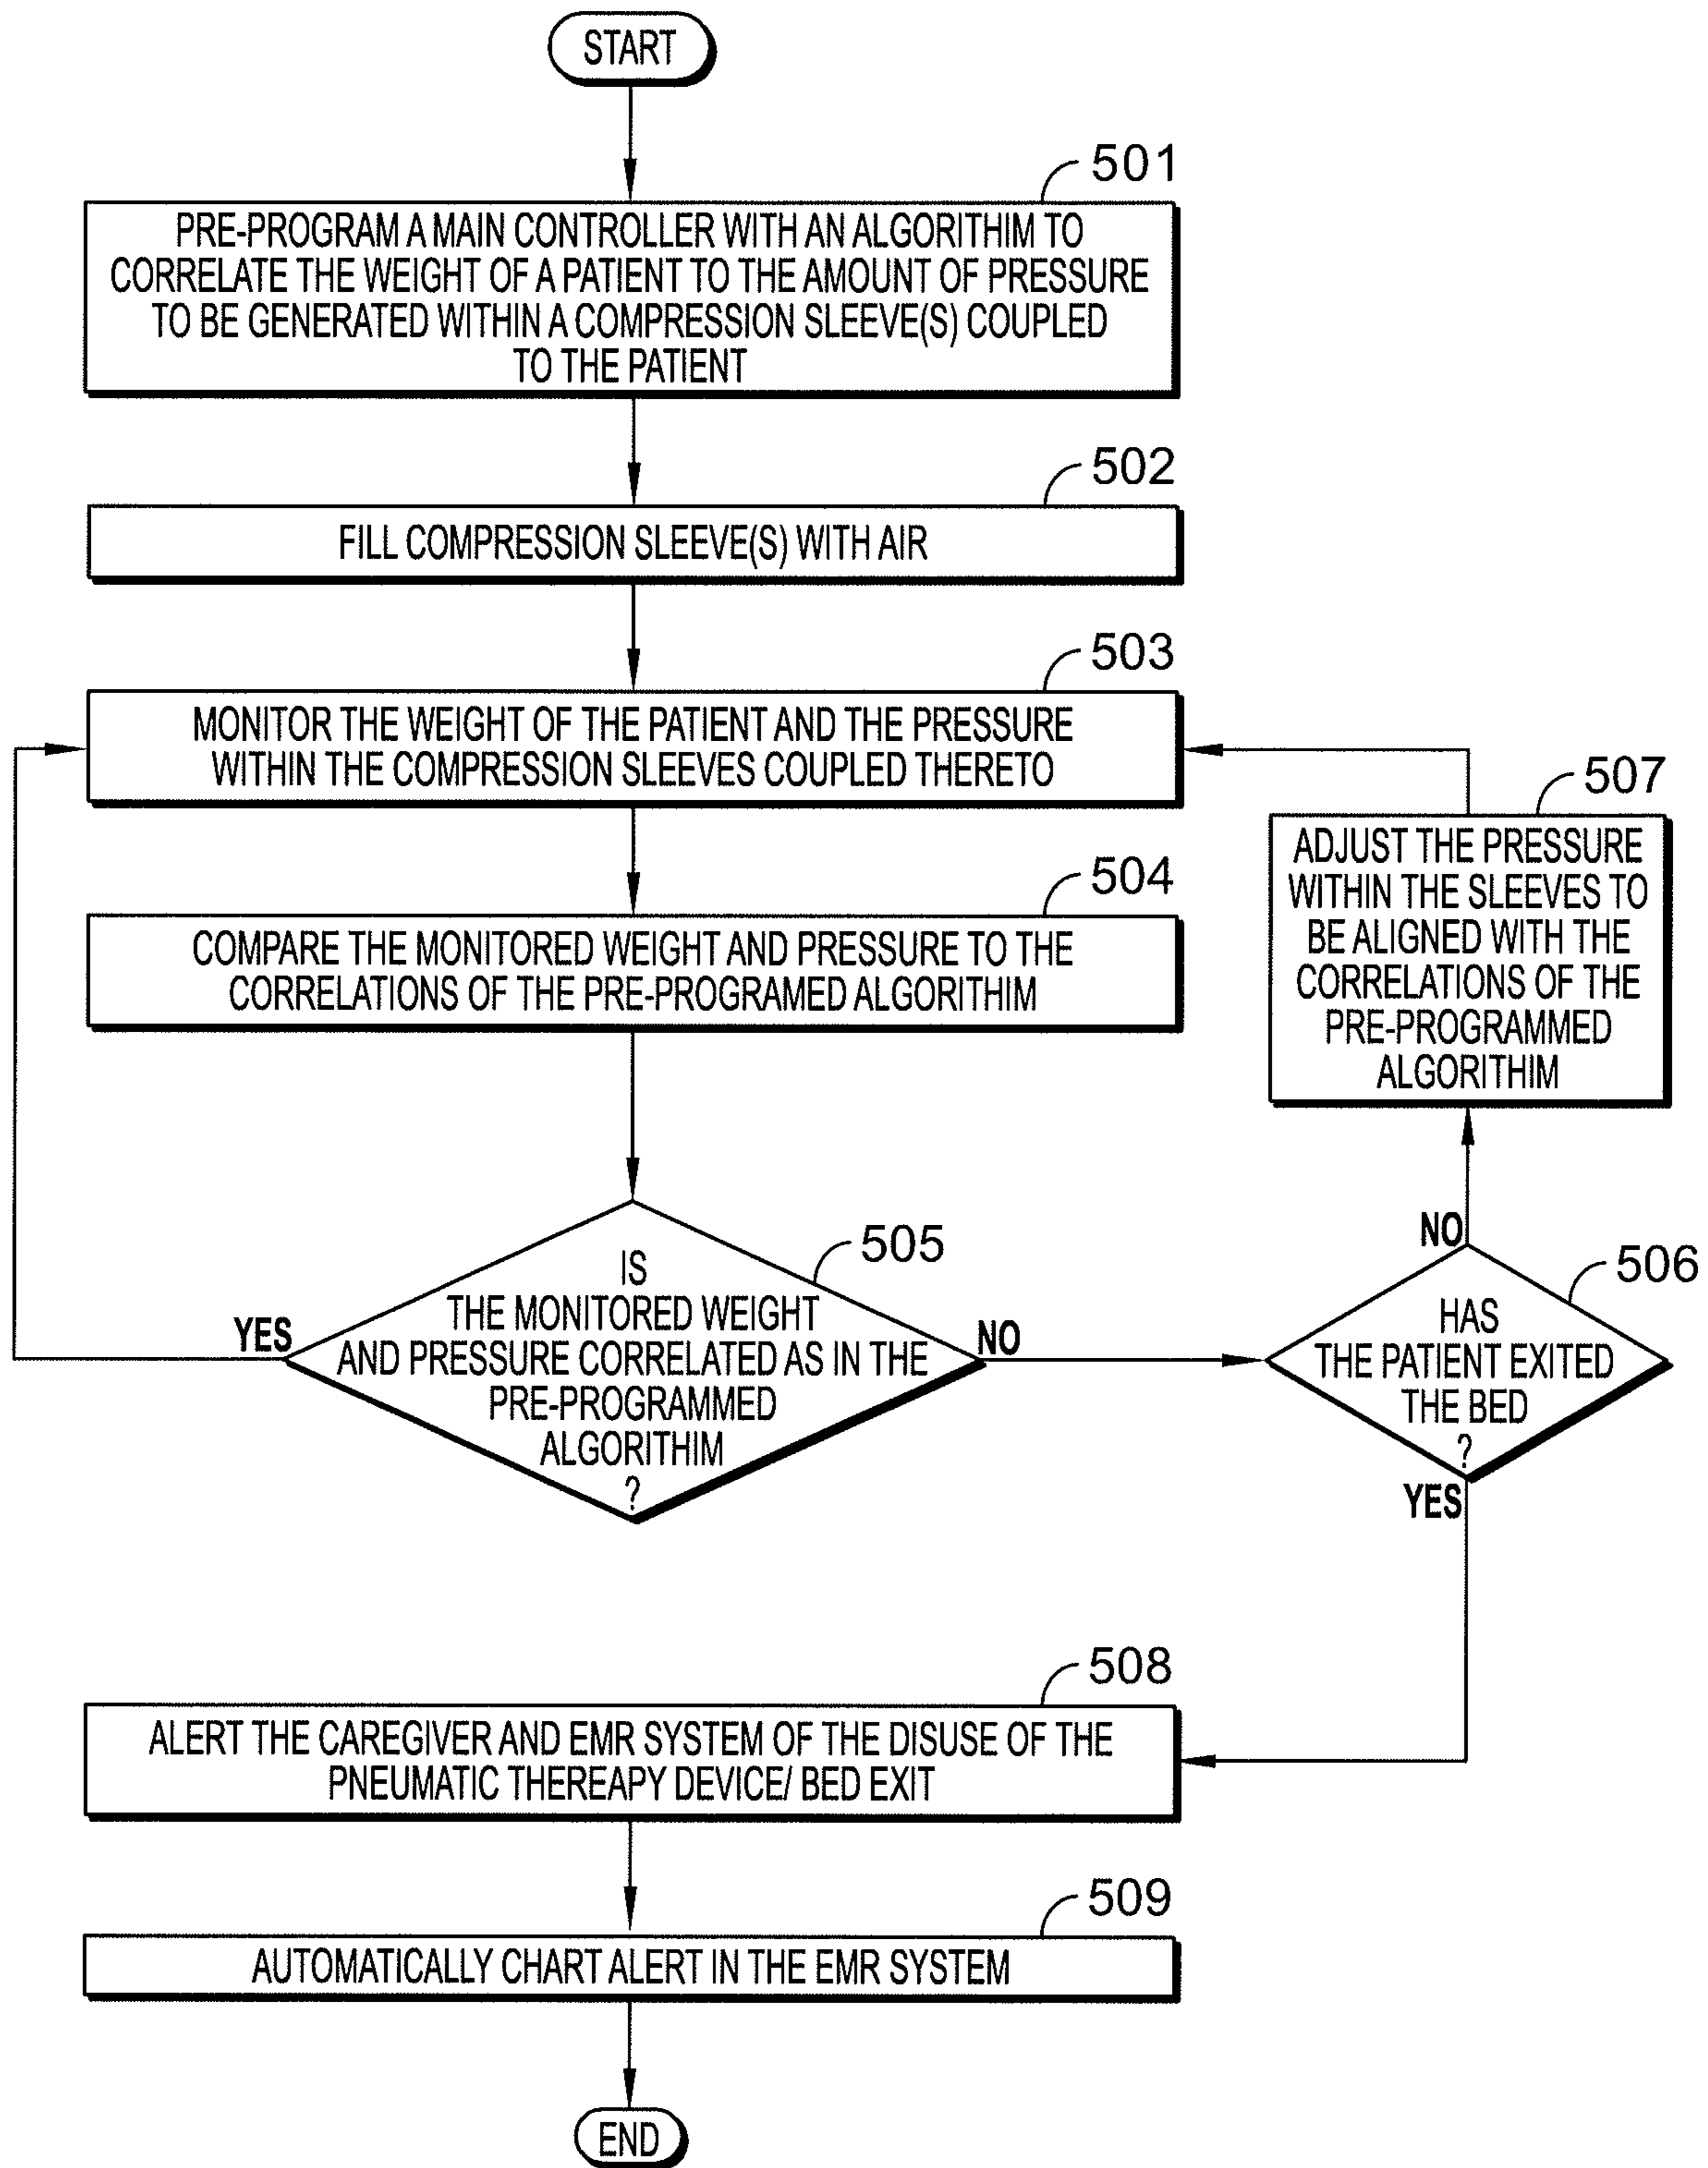 START
501
PRE-PROGRAM A MAIN CONTROLLER WITH AN ALGORITHIM TO
CORRELATE THE WEIGHT OF A PATIENT TO THE AMOUNT OF PRESSURE
TO BE GENERATED WITHIN A COMPRESSION SLEEVE(S) COUPLED
TO THE PATIENT
502
FILL COMPRESSION SLEEVE(S) WITH AIR
503
MONITOR THE WEIGHT OF THE PATIENT AND THE PRESSURE
WITHIN THE COMPRESSION SLEEVES COUPLED THERETO
504
COMPARE THE MONITORED WEIGHT AND PRESSURE TO THE
CORRELATIONS OF THE PRE-PROGRAMED ALGORITHIM
505
IS
THE MONITORED WEIGHT
AND PRESSURE CORRELATED AS IN THE
PRE-PROGRAMMED
ALGORITHIM
?
YES
NO
506
HAS
THE PATIENT EXITED
THE BED
?
NO
YES
507
ADJUST THE PRESSURE
WITHIN THE SLEEVES TO
BE ALIGNED WITH THE
CORRELATIONS OF THE
PRE-PROGRAMMED
ALGORITHIM
508
ALERT THE CAREGIVER AND EMR SYSTEM OF THE DISUSE OF THE
PNEUMATIC THEREAPY DEVICE/ BED EXIT
509
AUTOMATICALLY CHART ALERT IN THE EMR SYSTEM
END